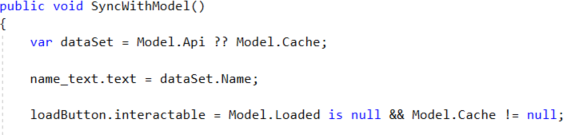 public void SyncWithModel()
{
var dataSet = Model.Api ?? Model.Cache;
name_text.text = dataSet.Name;
loadButton.interactable = Model.Loaded is null && Model.Cache != null;